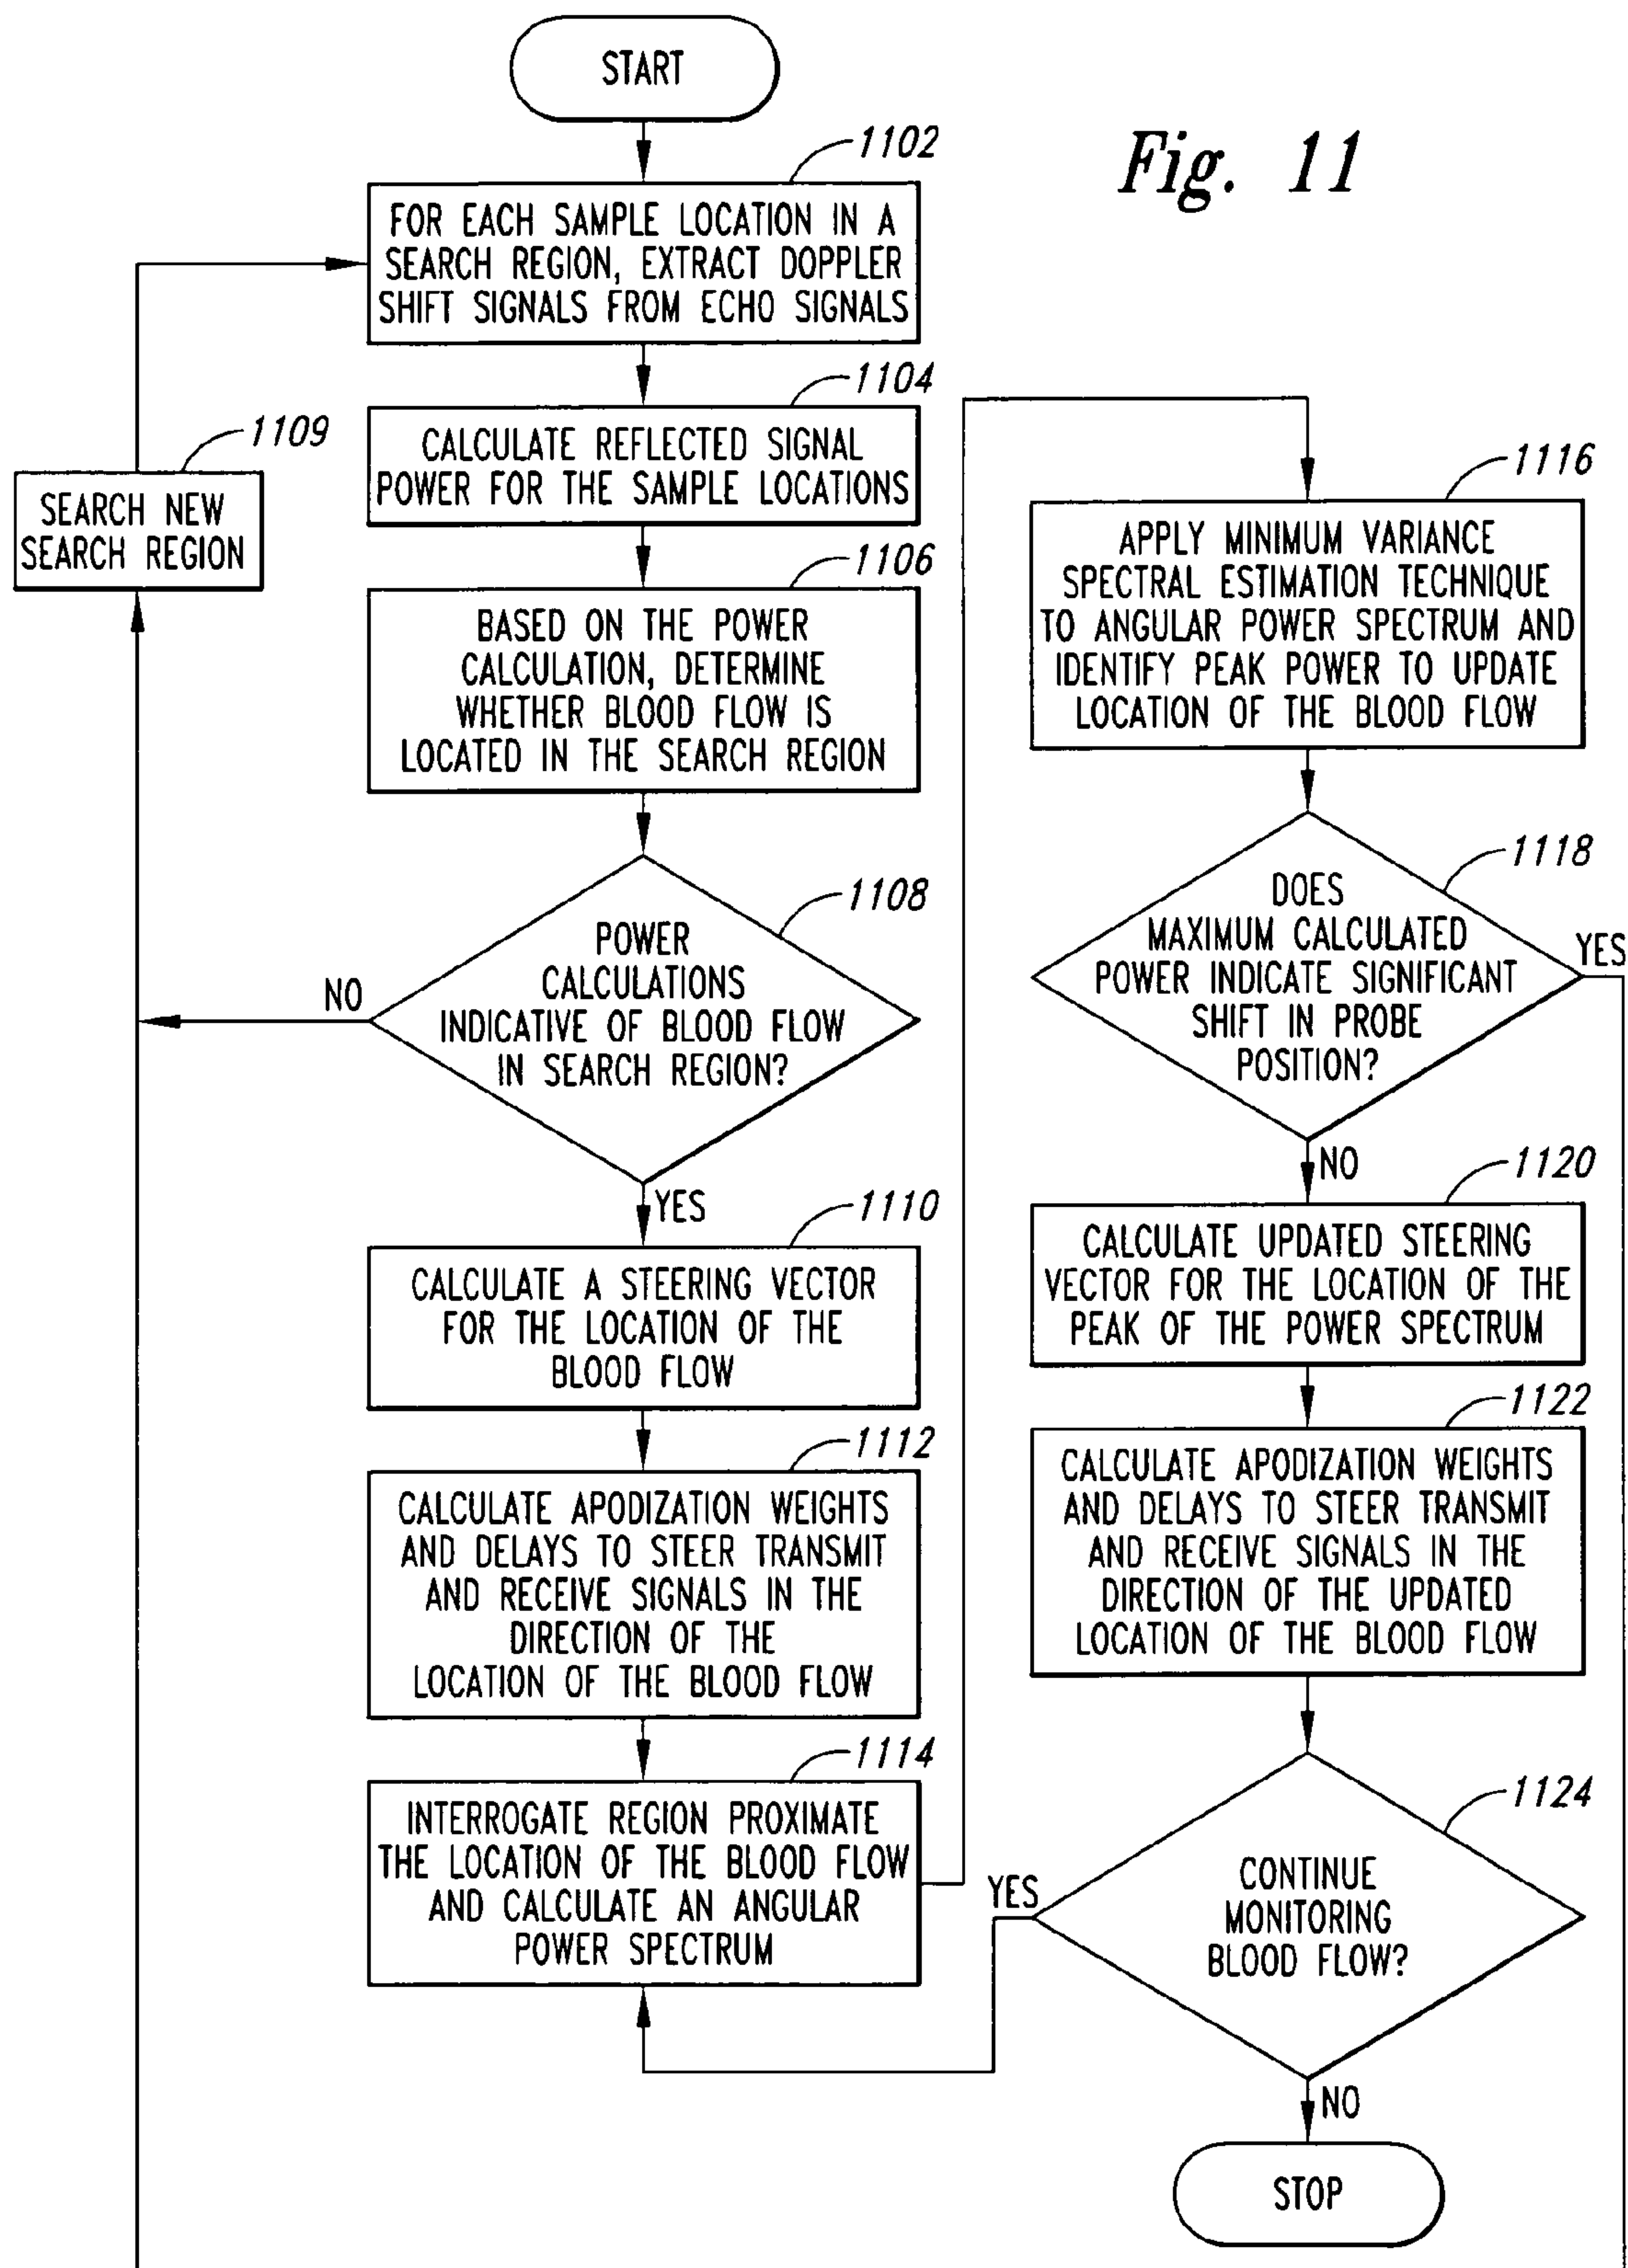 START
Fig. 11
1102
FOR EACH SAMPLE LOCATION IN A
SEARCH REGION, EXTRACT DOPPLER
SHIFT SIGNALS FROM ECHO SIGNALS
1104
CALCULATE REFLECTED SIGNAL
POWER FOR THE SAMPLE LOCATIONS
1109
SEARCH NEW
SEARCH REGION
1106
BASED ON THE POWER
CALCULATION, DETERMINE
WHETHER BLOOD FLOW IS
LOCATED IN THE SEARCH REGION
1108
POWER
CALCULATIONS
INDICATIVE OF BLOOD FLOW
IN SEARCH REGION?
NO
YES
1110
CALCULATE A STEERING VECTOR
FOR THE LOCATION OF THE
BLOOD FLOW
1112
CALCULATE APODIZATION WEIGHTS
AND DELAYS TO STEER TRANSMIT
AND RECEIVE SIGNALS IN THE
DIRECTION OF THE
LOCATION OF THE BLOOD FLOW
1114
INTERROGATE REGION PROXIMATE
THE LOCATION OF THE BLOOD FLOW
AND CALCULATE AN ANGULAR
POWER SPECTRUM
1116
APPLY MINIMUM VARIANCE
SPECTRAL ESTIMATION TECHNIQUE
TO ANGULAR POWER SPECTRUM AND
IDENTIFY PEAK POWER TO UPDATE
LOCATION OF THE BLOOD FLOW
1118
DOES
MAXIMUM CALCULATED
POWER INDICATE SIGNIFICANT
SHIFT IN PROBE
POSITION?
YES
NO
1120
CALCULATE UPDATED STEERING
VECTOR FOR THE LOCATION OF THE
PEAK OF THE POWER SPECTRUM
1122
CALCULATE APODIZATION WEIGHTS
AND DELAYS TO STEER TRANSMIT
AND RECEIVE SIGNALS IN THE
DIRECTION OF THE UPDATED
LOCATION OF THE BLOOD FLOW
1124
CONTINUE
MONITORING
BLOOD FLOW?
YES
NO
STOP